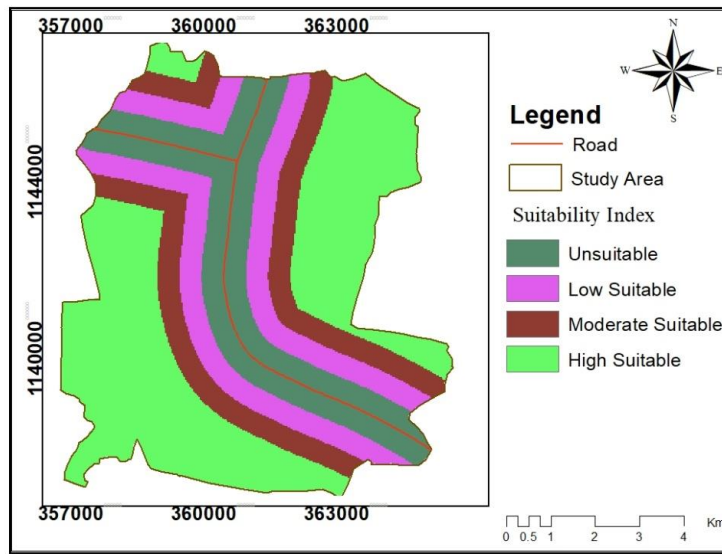 357000 360000 363000
N
W E
S
1144000
1140000
Legend
Road
Study Area
Suitability Index
Unsuitable
Low Suitable
Moderate Suitable
High Suitable
357000 360000 363000
0 0.5 1 2 3 4
Km